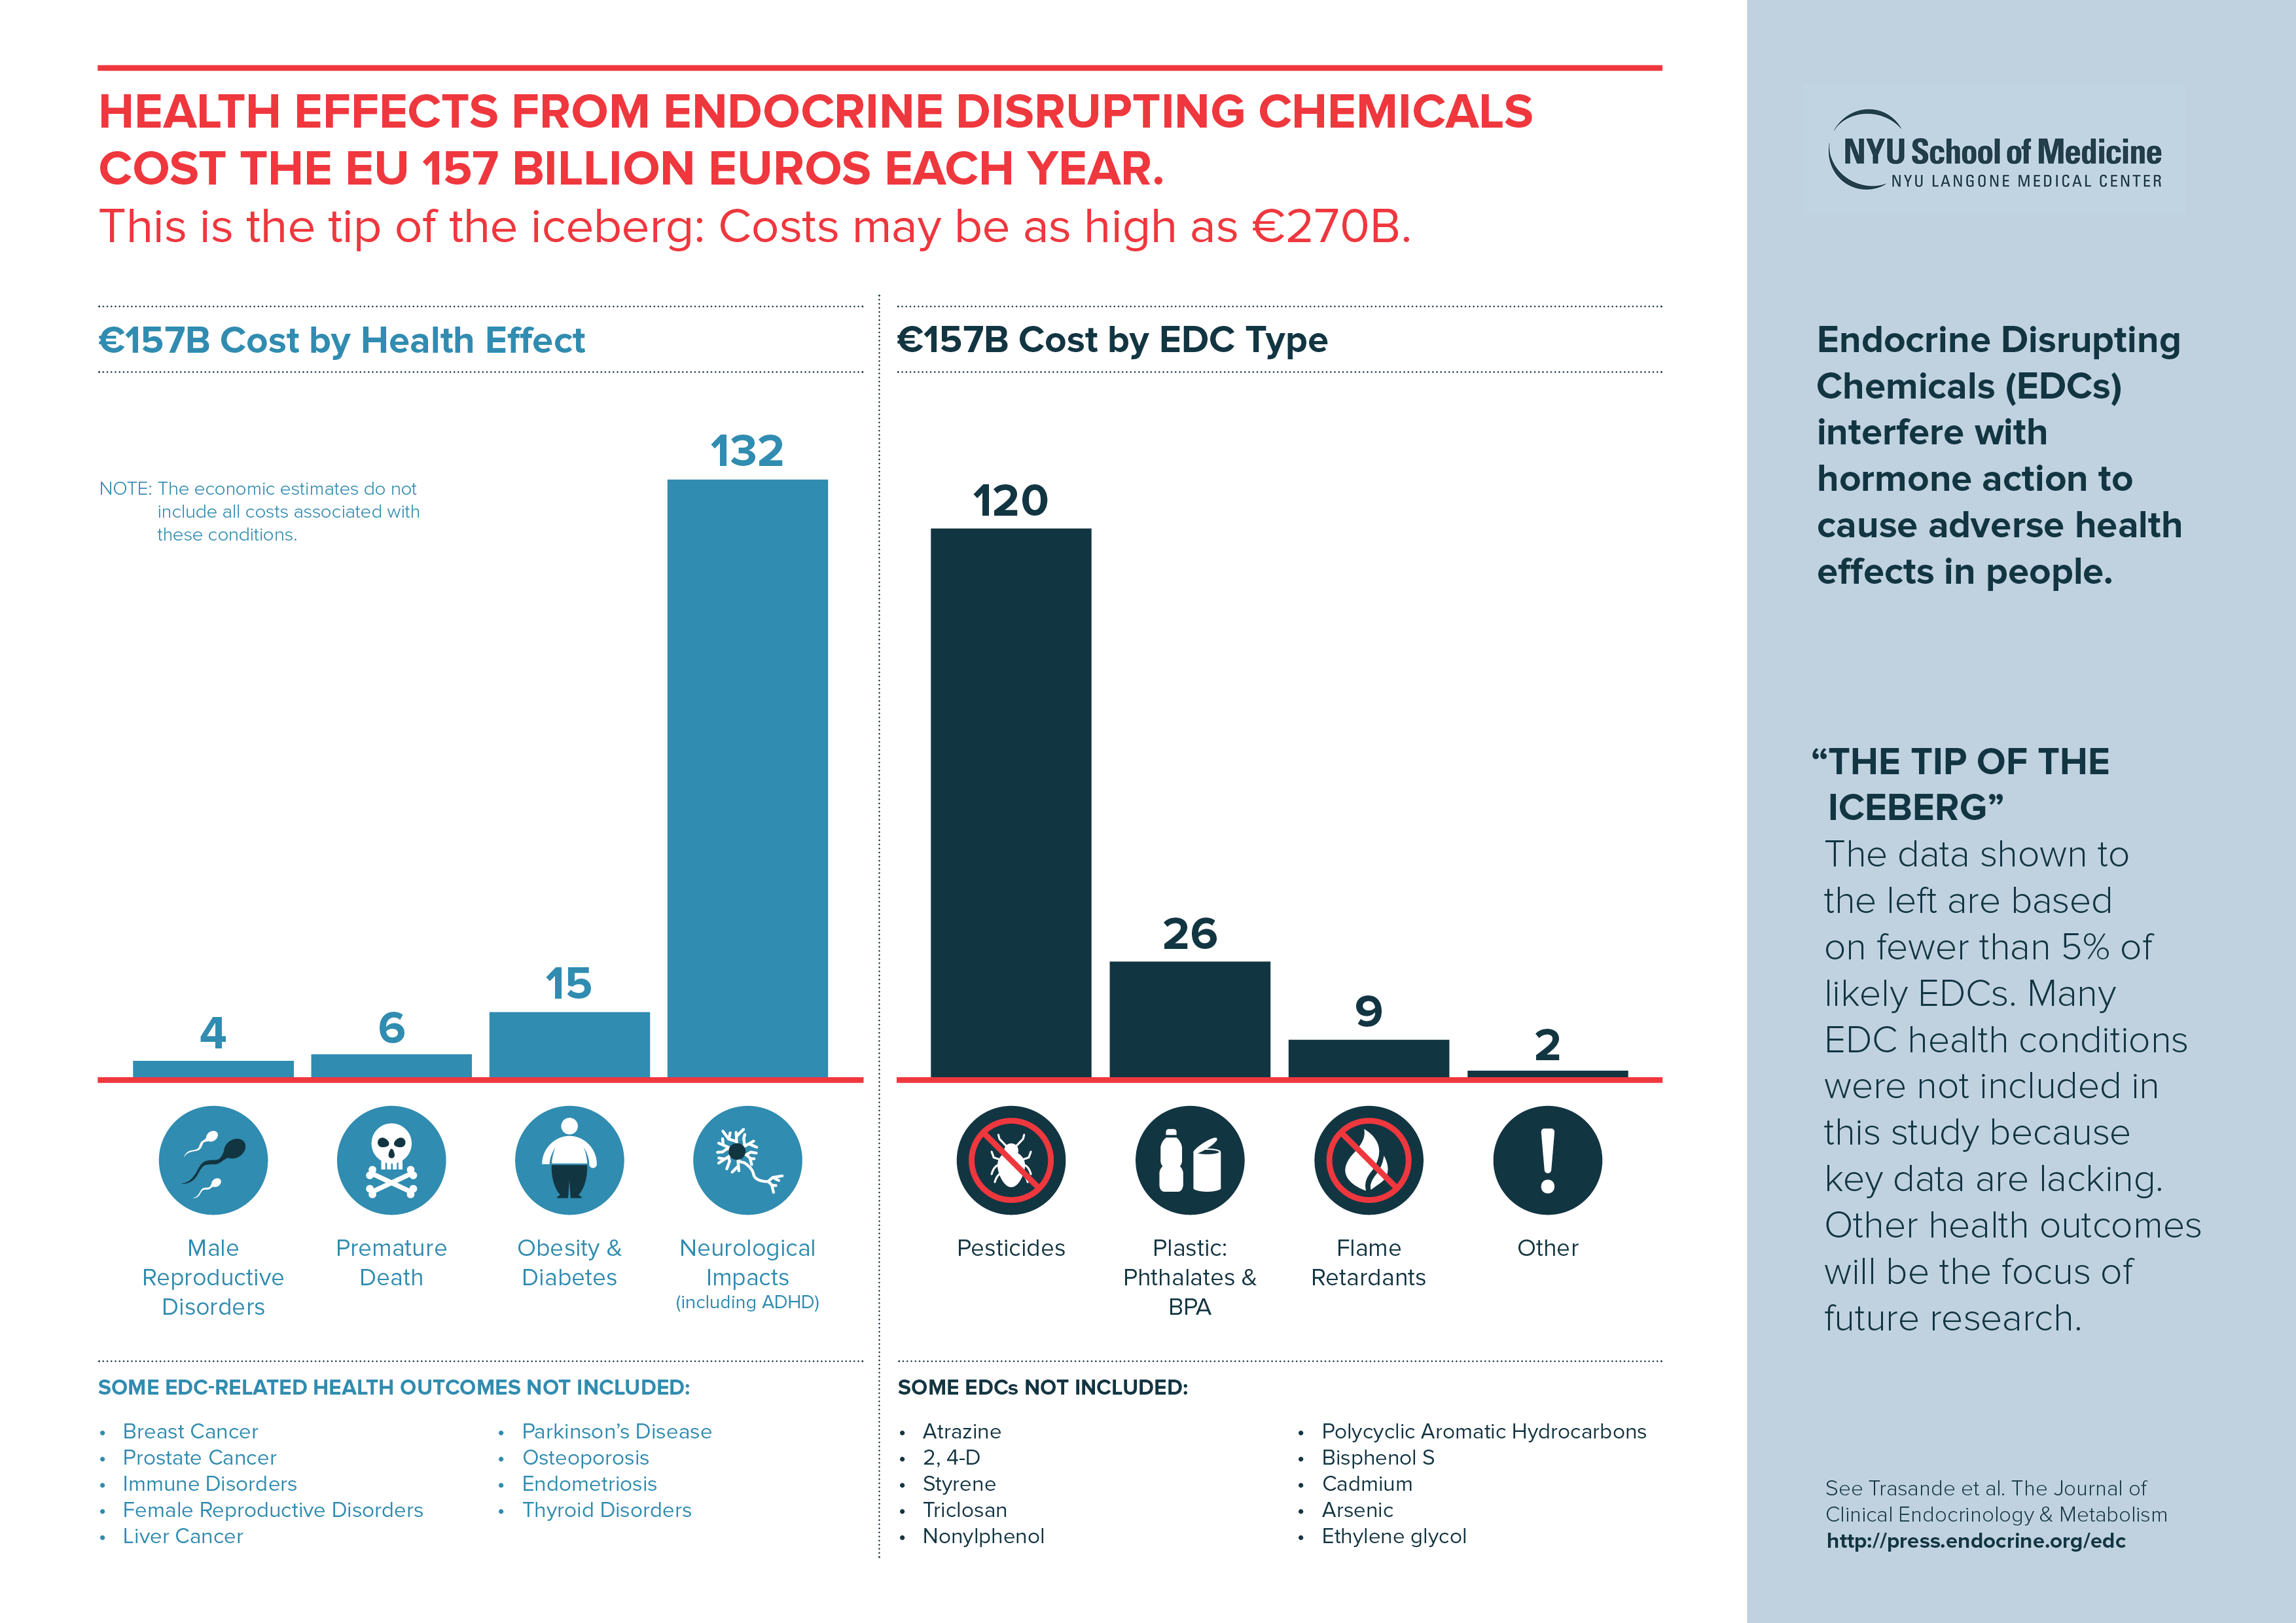 HEALTH EFFECTS FROM ENDOCRINE DISRUPTING CHEMICALS
COST THE EU 157 BILLION EUROS EACH YEAR.
This is the tip of the iceberg: Costs may be as high as €270B.
€157B Cost by Health Effect
NOTE: The economic estimates do not
include all costs associated with
these conditions.
4
6
15
132
Male
Reproductive
Disorders
Premature
Death
Obesity &
Diabetes
Neurological
Impacts
(including ADHD)
SOME EDC-RELATED HEALTH OUTCOMES NOT INCLUDED:
• Breast Cancer
• Prostate Cancer
• Immune Disorders
• Female Reproductive Disorders
• Liver Cancer
• Parkinson’s Disease
• Osteoporosis
• Endometriosis
• Thyroid Disorders
€157B Cost by EDC Type
120
26
9
2
Pesticides
Plastic:
Phthalates &
BPA
Flame
Retardants
Other
SOME EDCs NOT INCLUDED:
• Atrazine
• 2, 4-D
• Styrene
• Triclosan
• Nonylphenol
• Polycyclic Aromatic Hydrocarbons
• Bisphenol S
• Cadmium
• Arsenic
• Ethylene glycol
NYU School of Medicine
NYU LANGONE MEDICAL CENTER
Endocrine Disrupting
Chemicals (EDCs)
interfere with
hormone action to
cause adverse health
effects in people.
“THE TIP OF THE
ICEBERG”
The data shown to
the left are based
on fewer than 5% of
likely EDCs. Many
EDC health conditions
were not included in
this study because
key data are lacking.
Other health outcomes
will be the focus of
future research.
See Trasande et al. The Journal of
Clinical Endocrinology & Metabolism
http://press.endocrine.org/edc